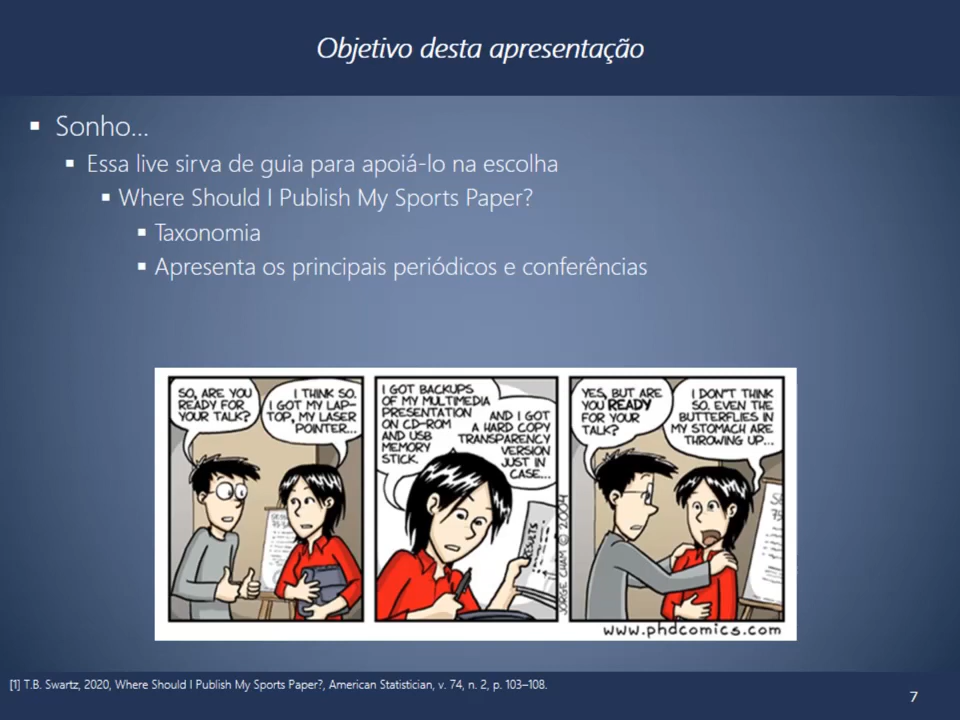 Objetivo desta apresentação
Sonho...
Essa live sirva de guia para apoiá-lo na escolha
Where Should I Publish My Sports Paper?
Taxonomia
Apresenta os principais periódicos e conferências
SO, ARE YOU
READY FOR
YOUR TALK?
I THINK SO.
I GOT MY LAP-
TOP, MY LASER
POINTER...
I GOT BACKUPS
OF MY MULTIMEDIA
PRESENTATION
ON CD-ROM
AND USB
MEMORY
STICK.
AND I GOT
A HARD COPY
TRANSPARENCY
VERSION
JUST IN
CASE...
RESULTS
JORGE CHAM © 2004
YES, BUT ARE
YOU READY
FOR YOUR
TALK?
I DON'T THINK
SO. EVEN THE
BUTTERFLIES IN
MY STOMACH ARE
THROWING UP...
www.phdcomics.com
[1] T.B. Swartz, 2020, Where Should I Publish My Sports Paper?, American Statistician, v. 74, n. 2, p. 103–108.
7